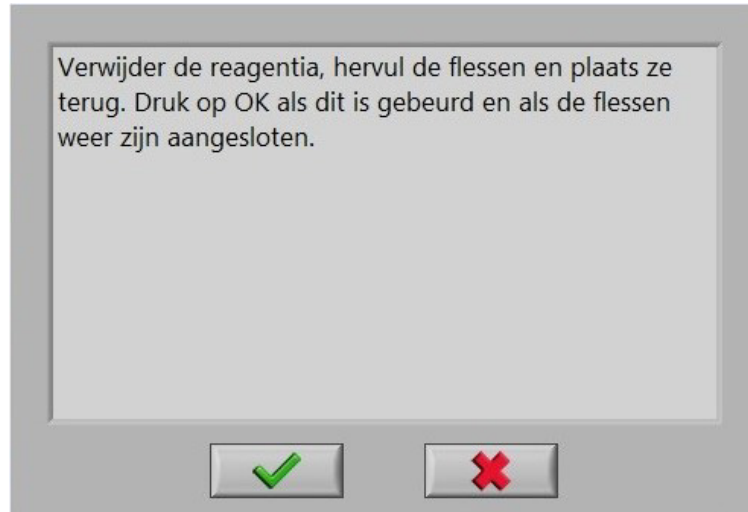 Verwijder de reagentia, hervul de flessen en plaats ze
terug. Druk op OK als dit is gebeurd en als de flessen
weer zijn aangesloten.